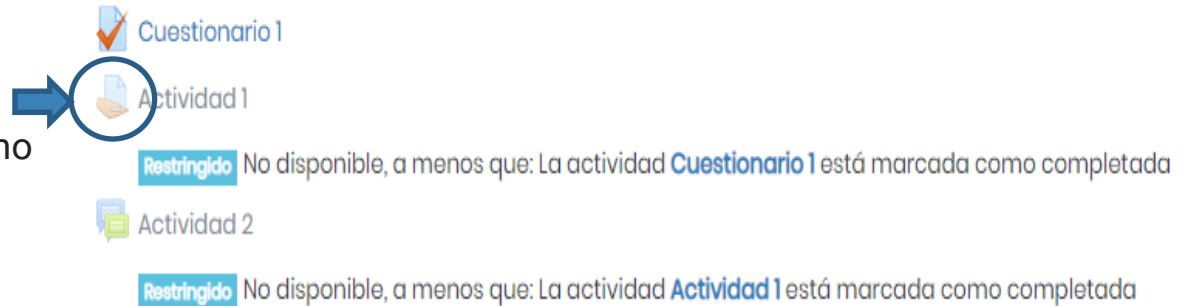 Cuestionario 1
Actividad 1
no
Restringido No disponible, a menos que: La actividad Cuestionario 1 está marcada como completada
Actividad 2
Restringido No disponible, a menos que: La actividad Actividad 1 está marcada como completada